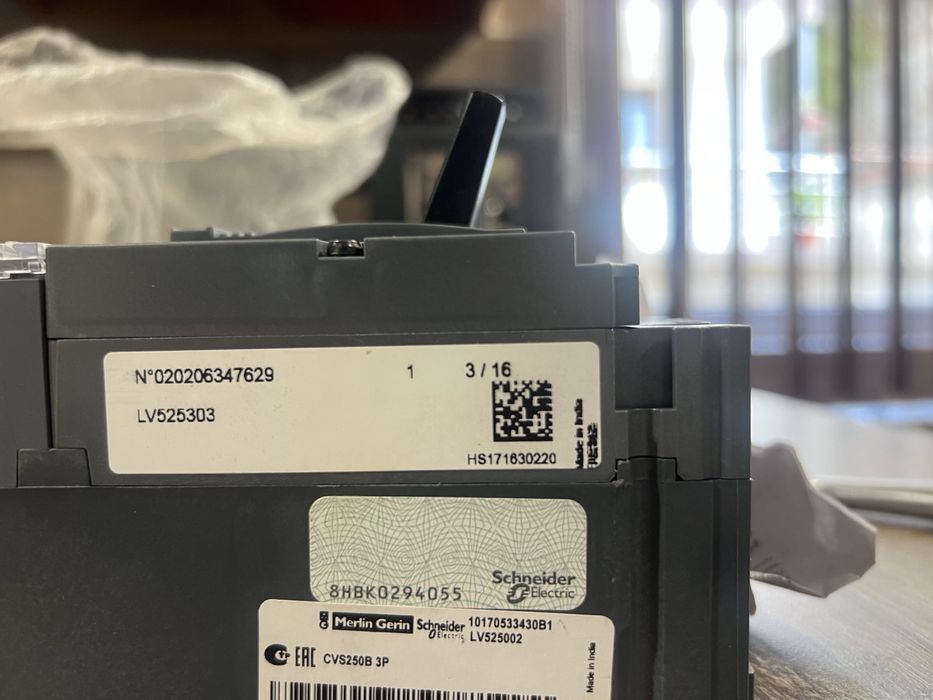 N°020206347629 1 3 / 16
LV525303
HS171630220
Made in India
8HBK0294055
Schneider
Electric
Merlin Gerin Schneider Electric 10170533430B1
LV525002
EAC CVS250B 3P
Made in India